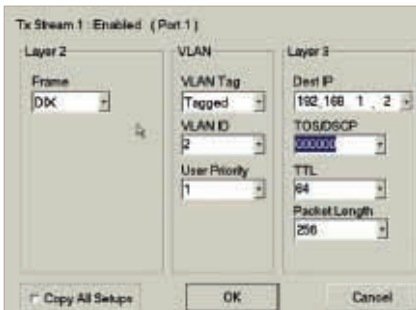 Tx Stream 1 : Enabled ( Port 1 )
Layer 2
Frame
DIX
VLAN
VLAN Tag
Tagged
VLAN ID
2
User Priority
1
Layer 3
Dest IP
192 . 168 . 1 . 2
TOS/DSCP
000000
TTL
64
Packet Length
256
Copy All Setups
OK
Cancel